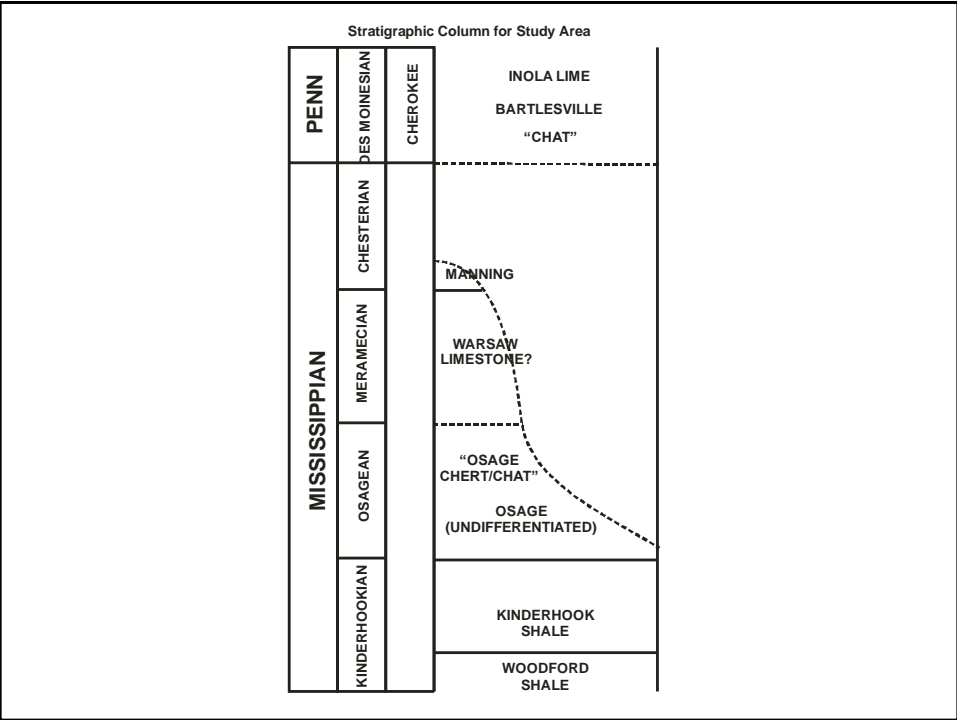 Stratigraphic Column for Study Area
PENN
DES MOINESIAN
CHEROKEE
INOLA LIME
BARTLESVILLE
“CHAT”
MISSISSIPPIAN
CHESTERIAN
MANNING
MERAMECIAN
WARSAW
LIMESTONE?
OSAGEAN
“OSAGE
CHERT/CHAT”
OSAGE
(UNDIFFERENTIATED)
KINDERHOOKIAN
KINDERHOOK
SHALE
WOODFORD
SHALE